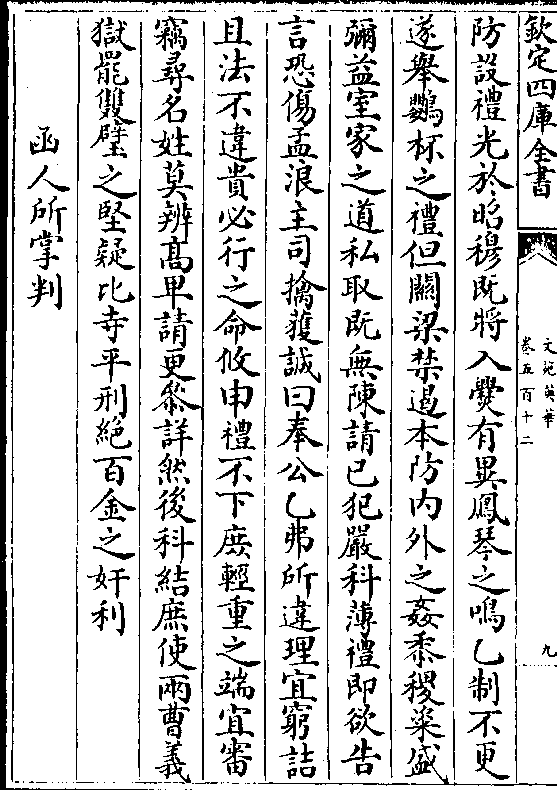 欽定四庫全書
文苑英華
卷五百十二
九
防設禮光於昭穆既將入爨有異鳳琴之鳴乙制不更
遂舉鸚杯之禮但關梁禁遏本防内外之姦黍稷粢盛
彌益室家之道私取既無陳請已犯嚴科薄禮即欲告
言恐傷孟浪主司擒獲誠曰奉公乙弗所違理宜窮詰
且法不違貴必行之命攸申禮不下庶輕重之端宜審
竊尋名姓莫辨髙卑請更叅詳然後科結庶使兩曹義
獄罷雙璧之堅疑比寺平刑絶百金之奸利
函人所掌判